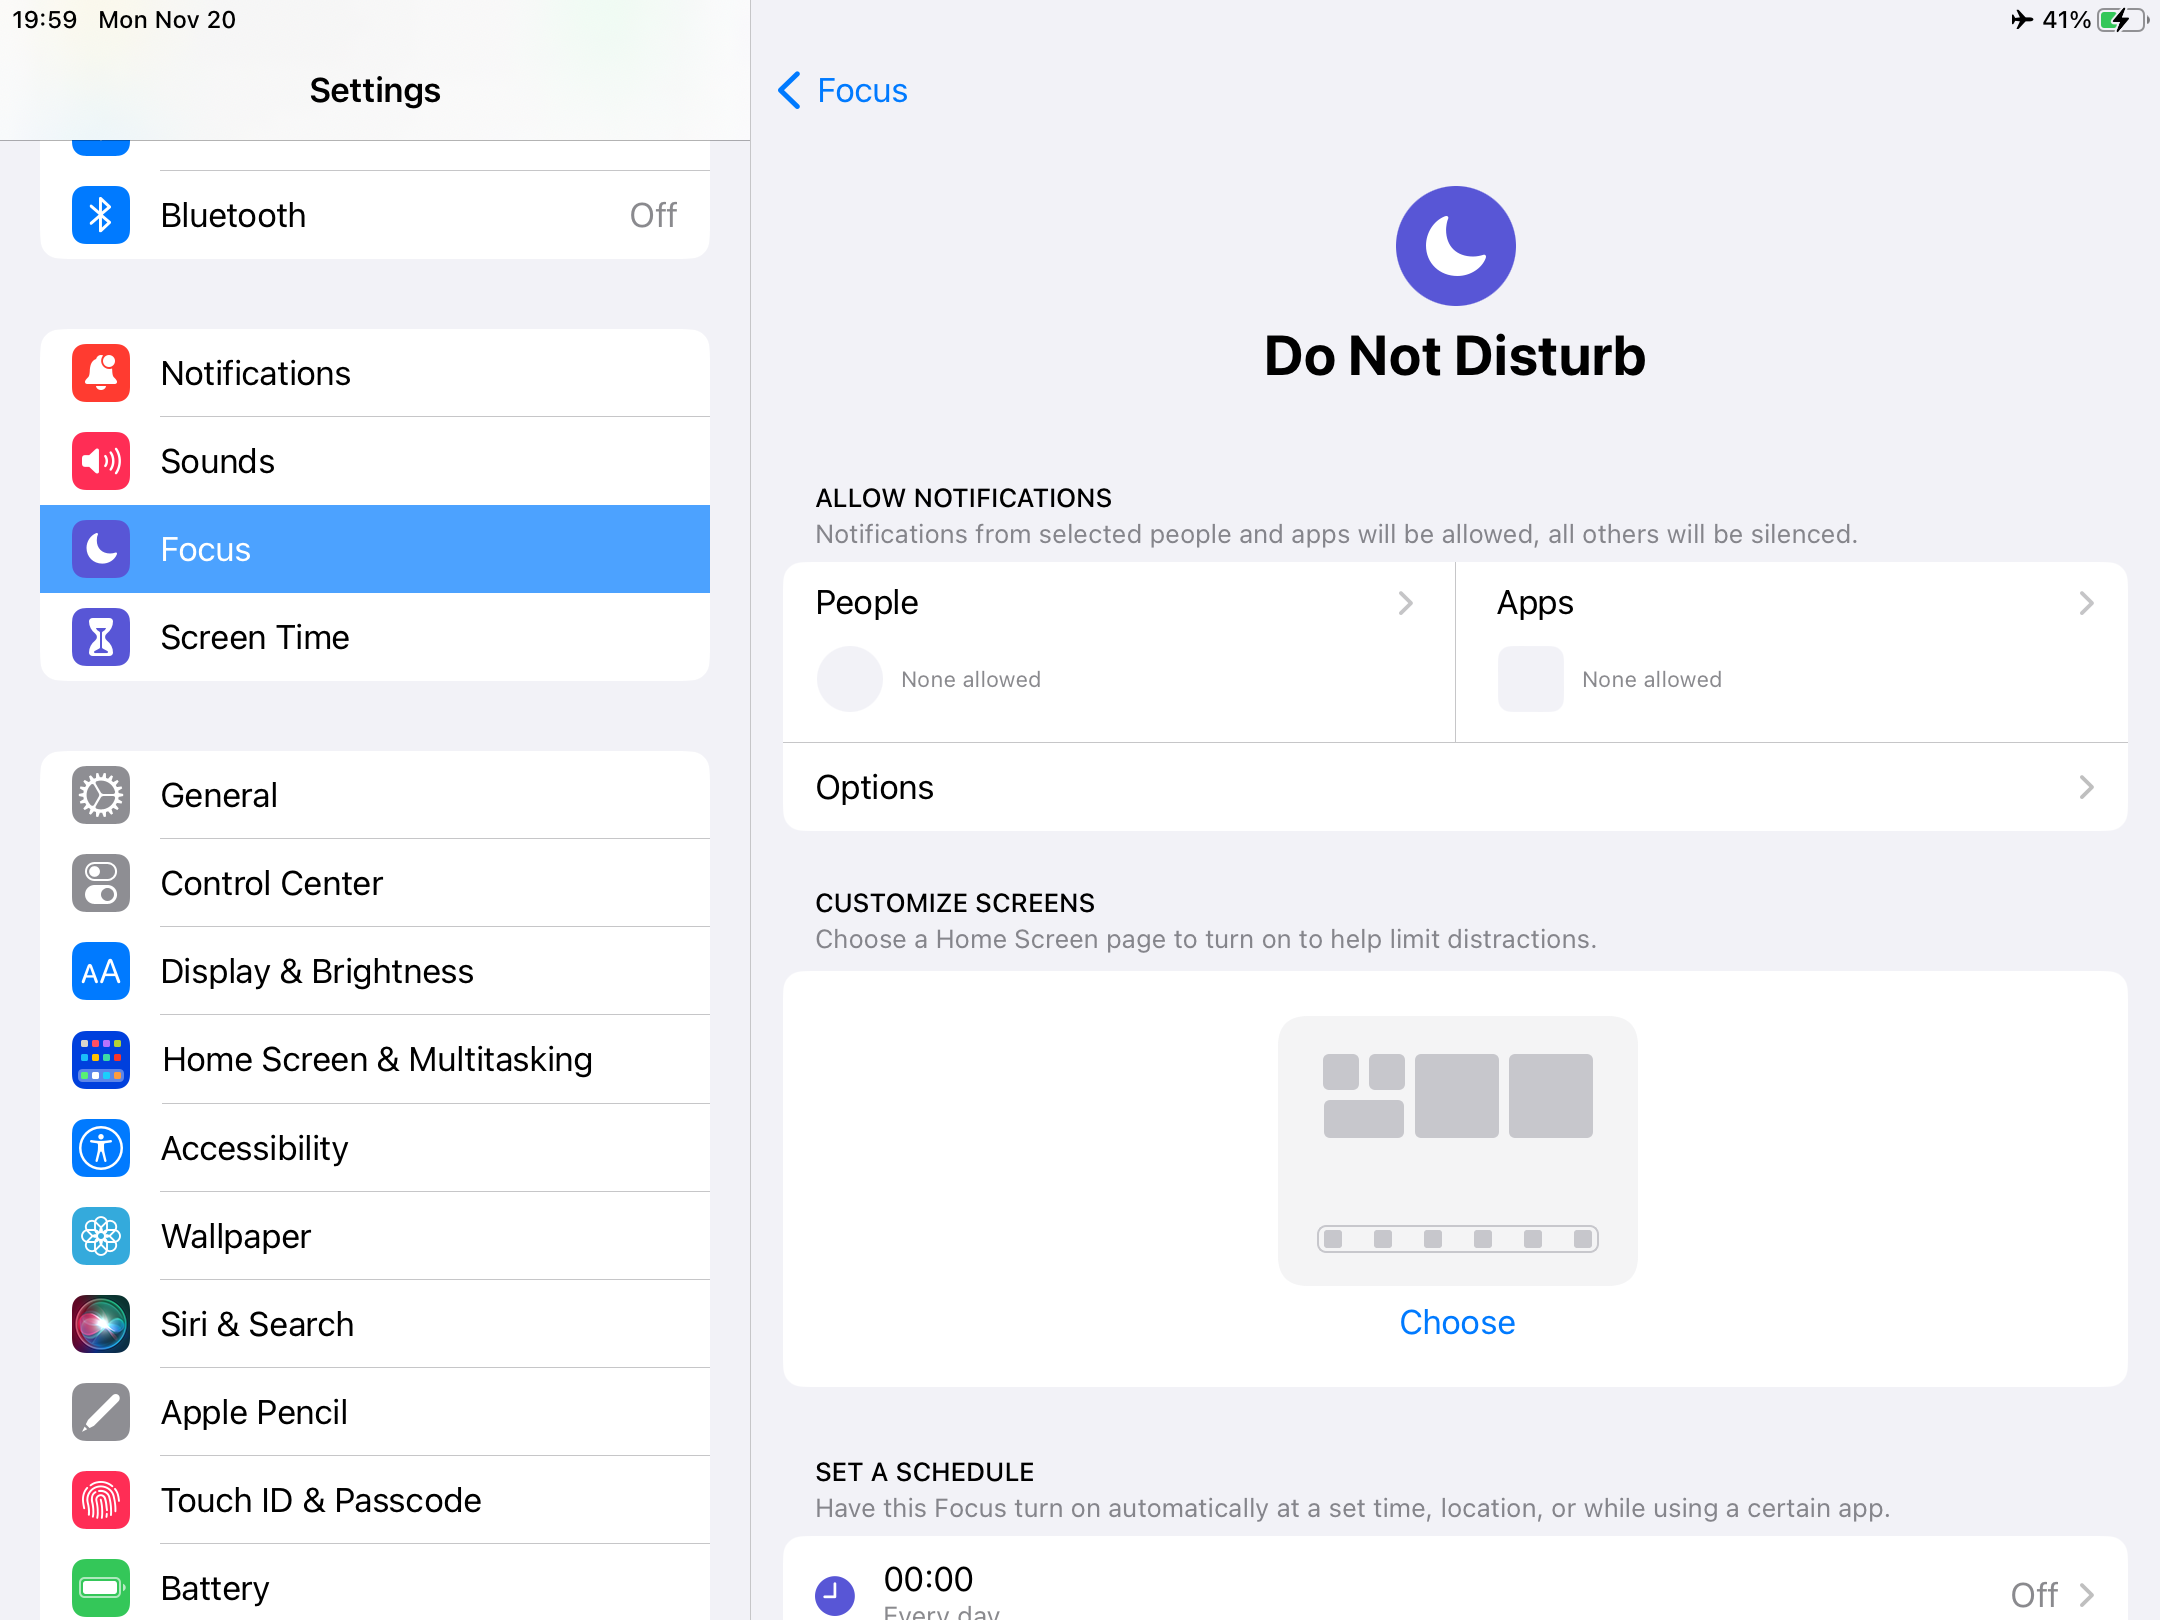 19:59 Mon Nov 20
41%
Settings
Bluetooth Off
Notifications
Sounds
Focus
Screen Time
General
Control Center
AA Display & Brightness
Home Screen & Multitasking
Accessibility
Wallpaper
Siri & Search
Apple Pencil
Touch ID & Passcode
Battery
Focus
Do Not Disturb
ALLOW NOTIFICATIONS
Notifications from selected people and apps will be allowed, all others will be silenced.
People
None allowed
Apps
None allowed
Options
CUSTOMIZE SCREENS
Choose a Home Screen page to turn on to help limit distractions.
Choose
SET A SCHEDULE
Have this Focus turn on automatically at a set time, location, or while using a certain app.
00:00
Every day
Off